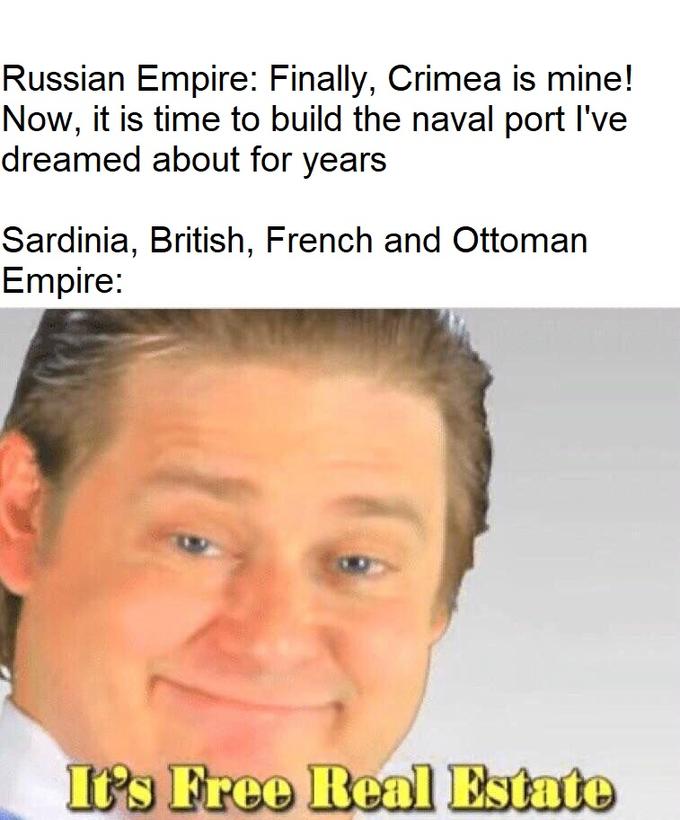 Russian Empire: Finally, Crimea is mine!
Now, it is time to build the naval port I've
dreamed about for years
Sardinia, British, French and Ottoman
Empire:
It's Free Real Estate